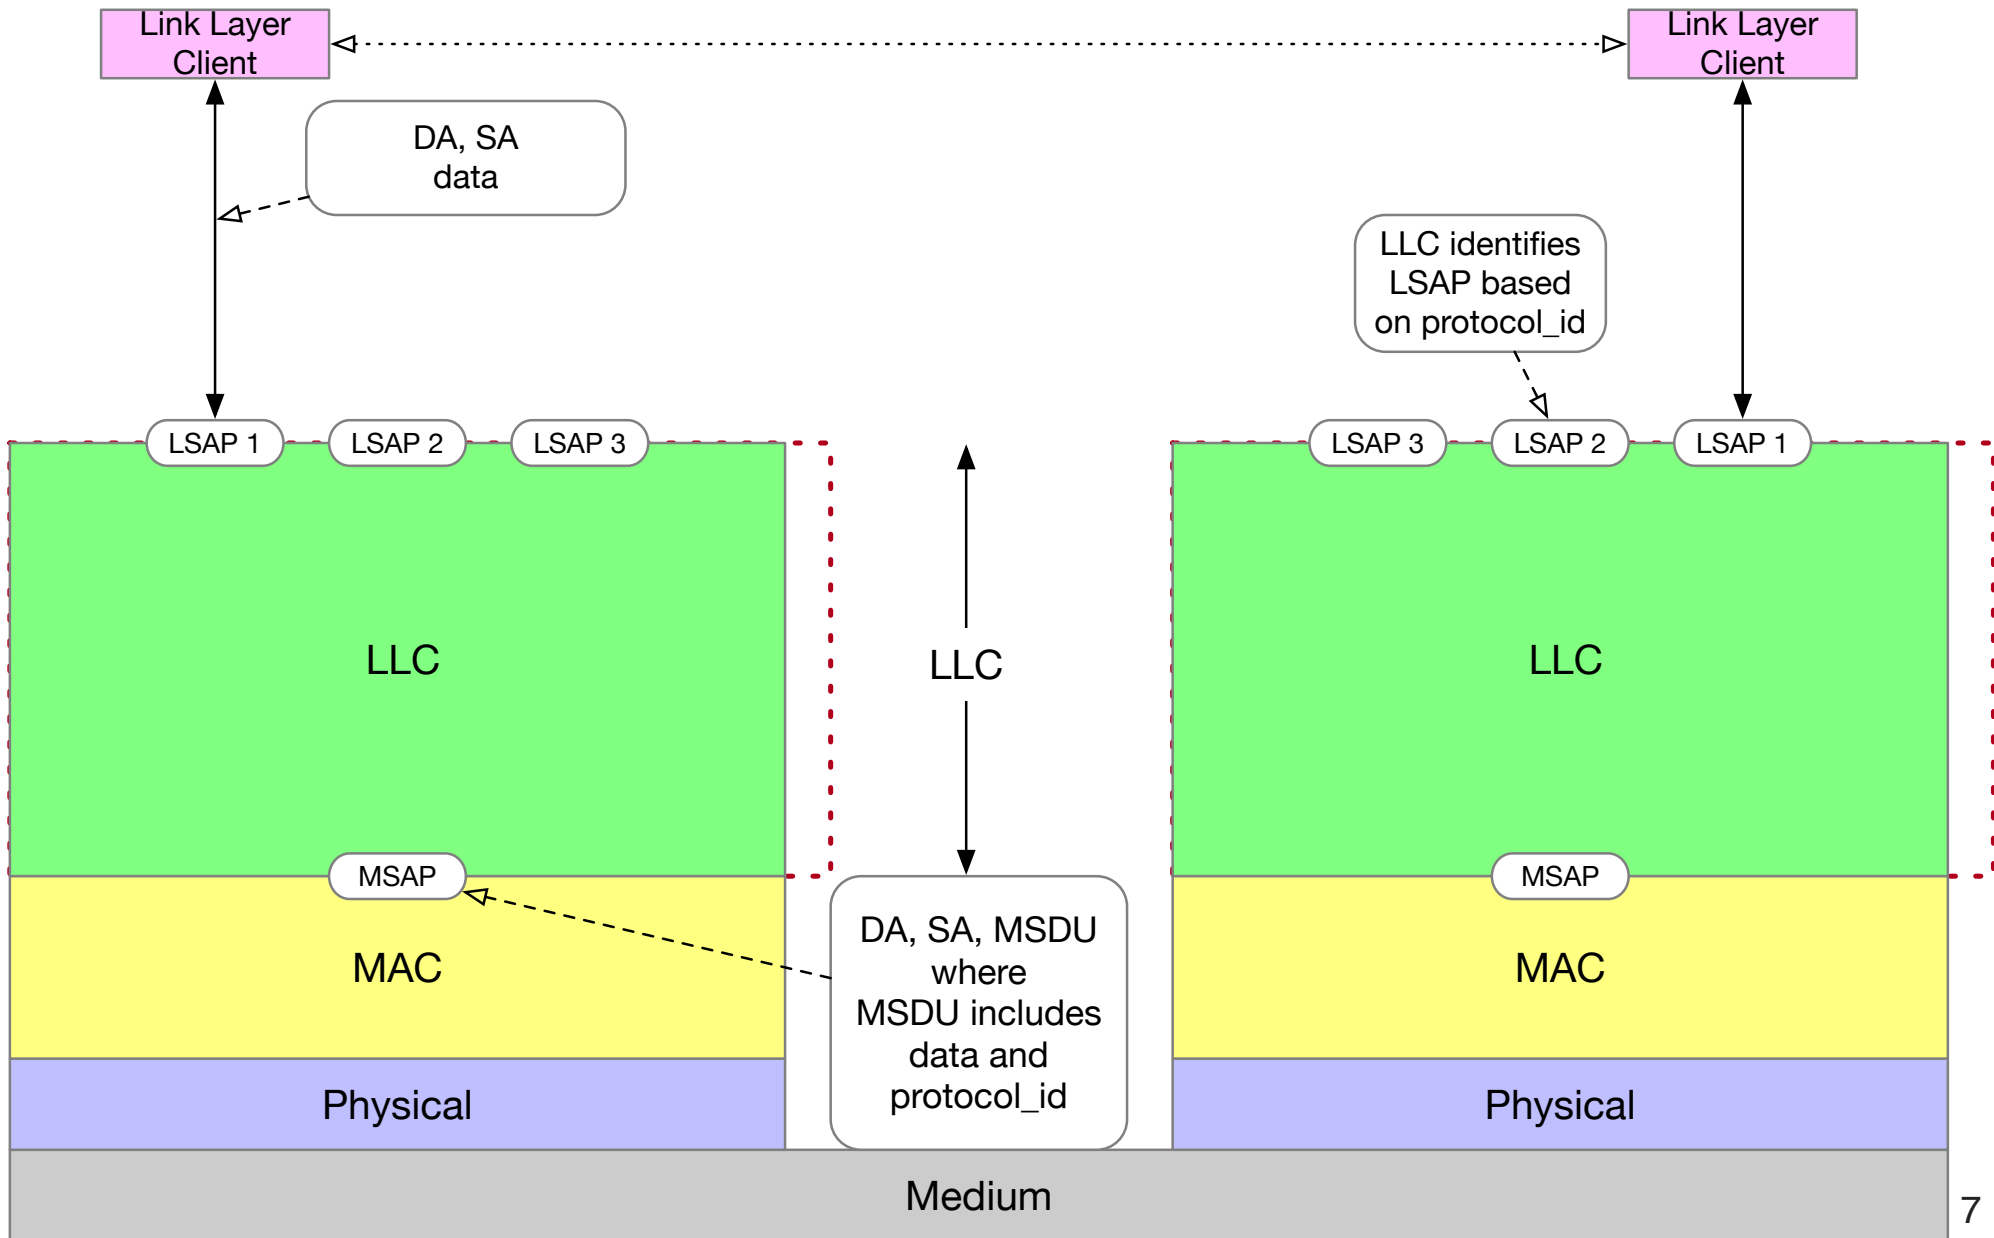 Link Layer
Client
Link Layer
Client
DA, SA
data
LLC identifies
LSAP based
on protocol_id
LSAP 1
LSAP 2
LSAP 3
LSAP 3
LSAP 2
LSAP 1
LLC
LLC
LLC
MSAP
MSAP
DA, SA, MSDU
where
MSDU includes
data and
protocol_id
MAC
MAC
Physical
Physical
Medium
7